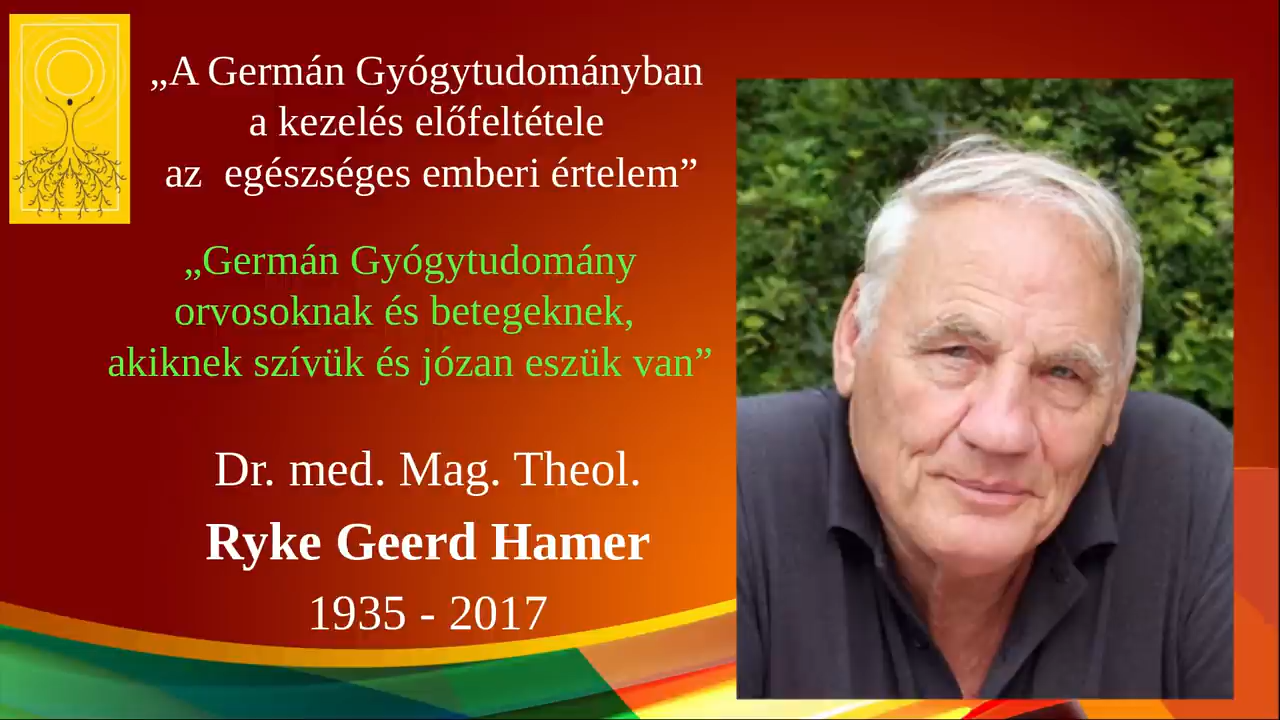 „A Germán Gyógytudományban
a kezelés előfeltétele
az  egészséges emberi értelem”
„Germán Gyógytudomány
orvosoknak és betegeknek,
akiknek szívük és józan eszük van”
Dr. med. Mag. Theol.
Ryke Geerd Hamer
1935 - 2017